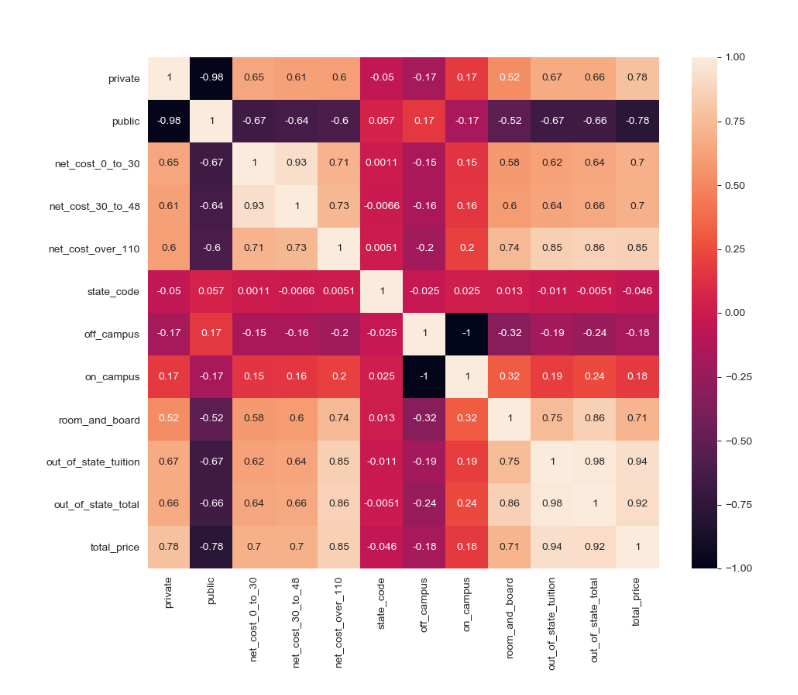 private 1 -0.98 0.65 0.61 0.6 -0.05 -0.17 0.17 0.52 0.67 0.66 0.78
public -0.98 1 -0.67 -0.64 -0.6 0.057 0.17 -0.17 -0.52 -0.67 -0.66 -0.78
net_cost_0_to_30 0.65 -0.67 1 0.93 0.71 0.0011 -0.15 0.15 0.58 0.62 0.64 0.7
net_cost_30_to_48 0.61 -0.64 0.93 1 0.73 -0.0066 -0.16 0.16 0.6 0.64 0.66 0.7
net_cost_over_110 0.6 -0.6 0.71 0.73 1 0.0051 -0.2 0.2 0.74 0.85 0.86 0.85
state_code -0.05 0.057 0.0011 -0.0066 0.0051 1 -0.025 0.025 0.013 -0.011 -0.0051 -0.046
off_campus -0.17 0.17 -0.15 -0.16 -0.2 -0.025 1 -1 -0.32 -0.19 -0.24 -0.18
on_campus 0.17 -0.17 0.15 0.16 0.2 0.025 -1 1 0.32 0.19 0.24 0.18
room_and_board 0.52 -0.52 0.58 0.6 0.74 0.013 -0.32 0.32 1 0.75 0.86 0.71
out_of_state_tuition 0.67 -0.67 0.62 0.64 0.85 -0.011 -0.19 0.19 0.75 1 0.98 0.94
out_of_state_total 0.66 -0.66 0.64 0.66 0.86 -0.0051 -0.24 0.24 0.86 0.98 1 0.92
total_price 0.78 -0.78 0.7 0.7 0.85 -0.046 -0.18 0.18 0.71 0.94 0.92 1
private
public
net_cost_0_to_30
net_cost_30_to_48
net_cost_over_110
state_code
off_campus
on_campus
room_and_board
out_of_state_tuition
out_of_state_total
total_price
1.00
0.75
0.50
0.25
0.00
−0.25
−0.50
−0.75
−1.00